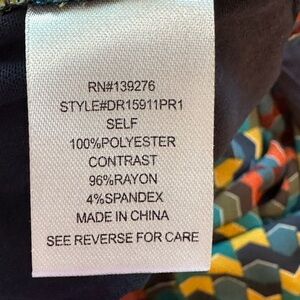 RN#139276
STYLE#DR15911PR1
SELF
100%POLYESTER
CONTRAST
96%RAYON
4%SPANDEX
MADE IN CHINA
SEE REVERSE FOR CARE